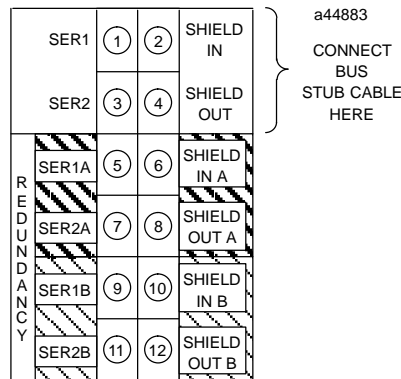 a44883
SER1 1 2 SHIELD IN
SER2 3 4 SHIELD OUT
CONNECT
BUS
STUB CABLE
HERE
REDUNDANCY
SER1A 5 6 SHIELD IN A
SER2A 7 8 SHIELD OUT A
SER1B 9 10 SHIELD IN B
SER2B 11 12 SHIELD OUT B